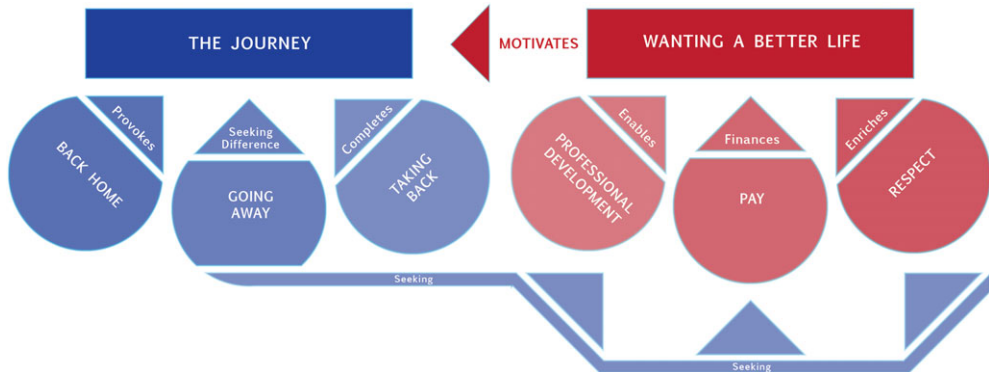 THE JOURNEY
MOTIVATES
WANTING A BETTER LIFE
Provokes
BACK HOME
Seeking
Difference
GOING
AWAY
Completes
TAKING
BACK
Enables
PROFESSIONAL
DEVELOPMENT
Finances
PAY
Enriches
RESPECT
Seeking
Seeking